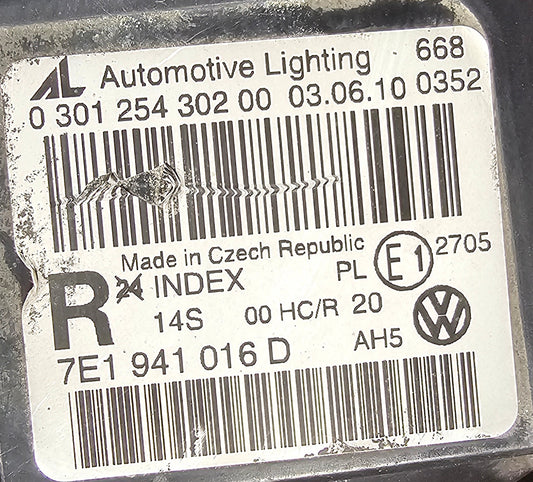 AL Automotive Lighting 668
0 301 254 302 00 03.06.10 0352
Made in Czech Republic
R 24 INDEX PL E1 2705
14S 00 HC/R 20
7E1 941 016 D AH5 VW